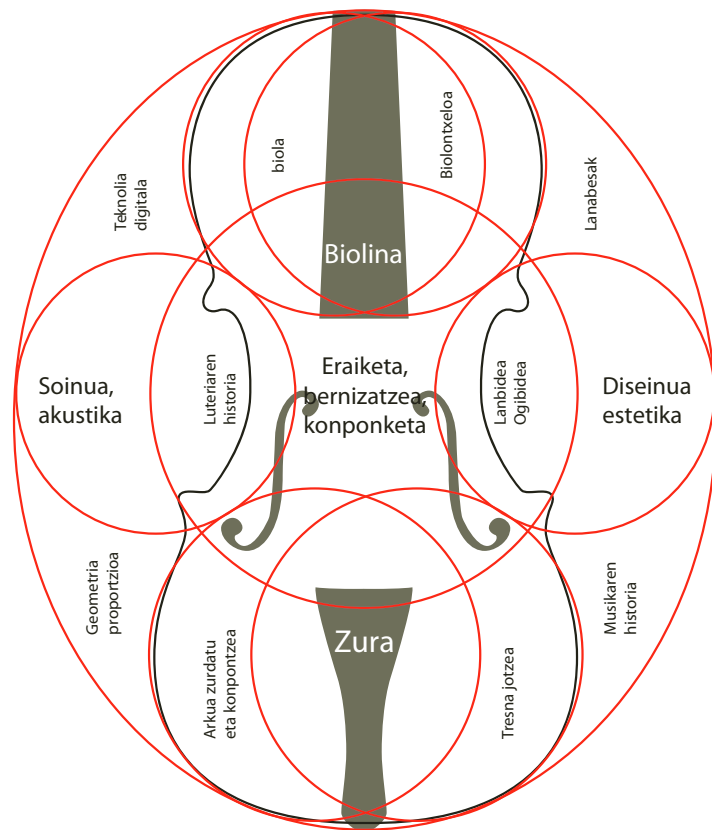 biola
Biolontxeloa
Teknolia
digitala
Lanabesak
Biolina
Soinua,
akustika
Luteriaren
historia
Eraiketa,
bernizatzea,
konponketa
Lanbidea
Ogibidea
Diseinua
estetika
Geometria
proportzioa
Musikaren
historia
Zura
Arkua zurdatu
eta konpontzea
Tresna jotzea